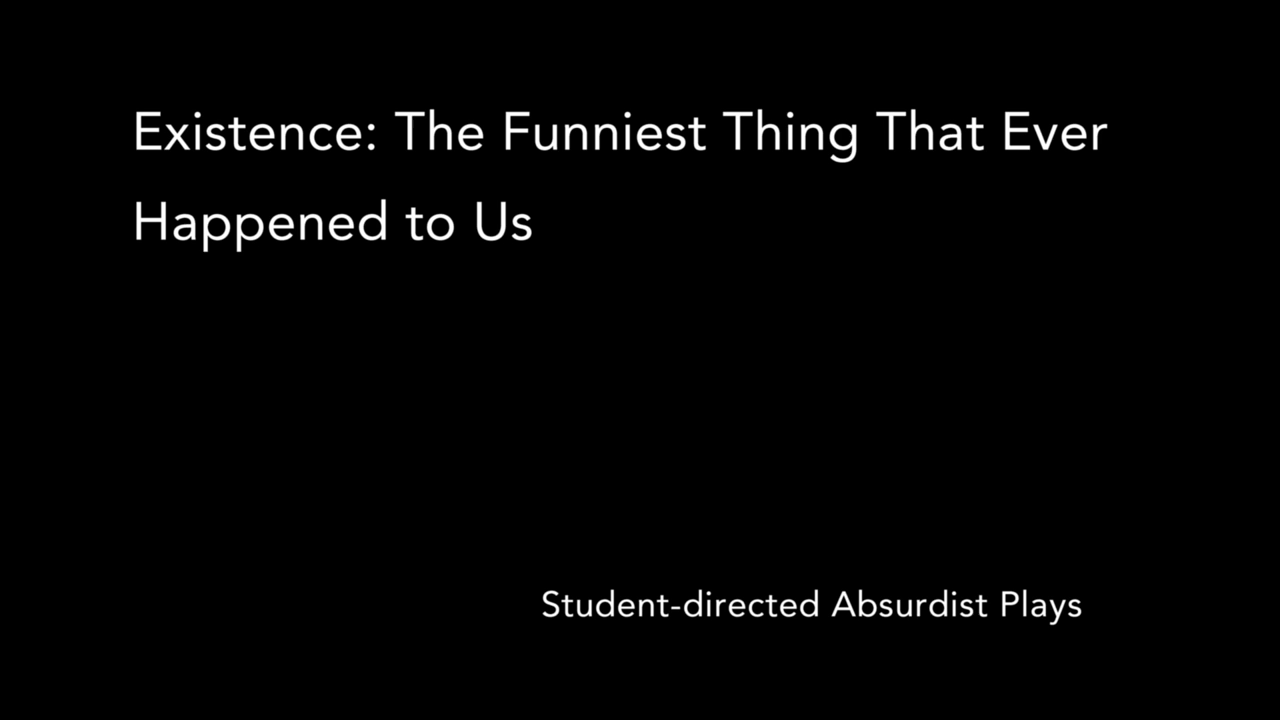 Existence: The Funniest Thing That Ever
Happened to Us
Student-directed Absurdist Plays